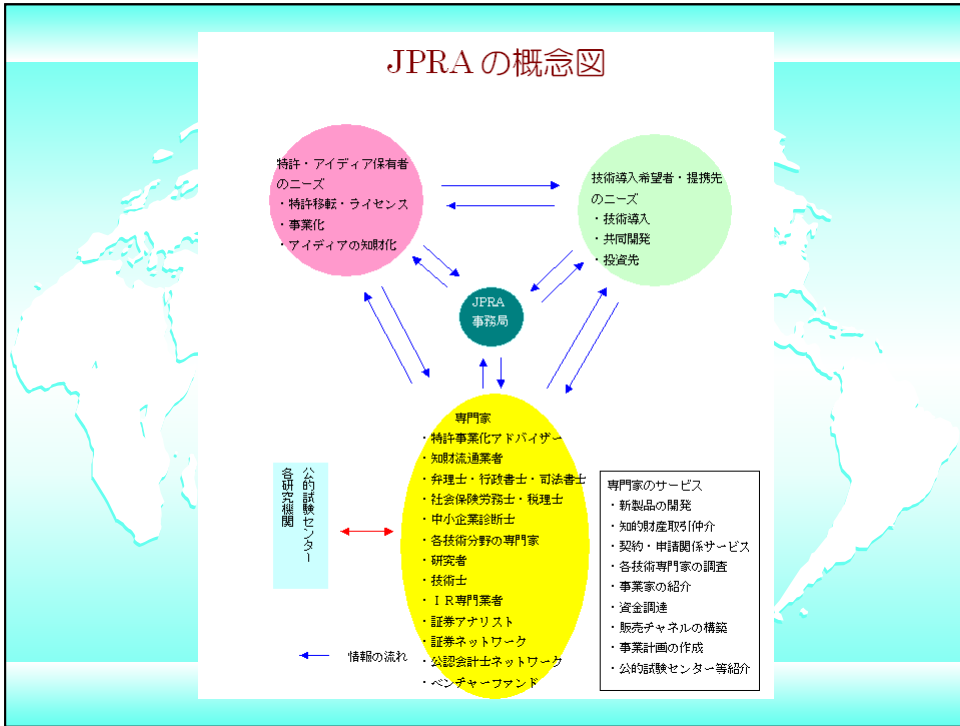 JPRAの概念図
特許・アイディア保有者
のニーズ
・特許移転・ライセンス
・事業化
・アイディアの知財化
技術導入希望者・提携先
のニーズ
・技術導入
・共同開発
・投資先
JPRA
事務局
専門家
・特許事業化アドバイザー
・知財流通業者
・弁理士・行政書士・司法書士
・社会保険労務士・税理士
・中小企業診断士
・各技術分野の専門家
・研究者
・技術士
・ＩＲ専門業者
・証券アナリスト
・証券ネットワーク
・公認会計士ネットワーク
・ベンチャーファンド
公的試験センター
各研究機関
専門家のサービス
・新製品の開発
・知的財産取引仲介
・契約・申請関係サービス
・各技術専門家の調査
・事業家の紹介
・資金調達
・販売チャネルの構築
・事業計画の作成
・公的試験センター等紹介
情報の流れ